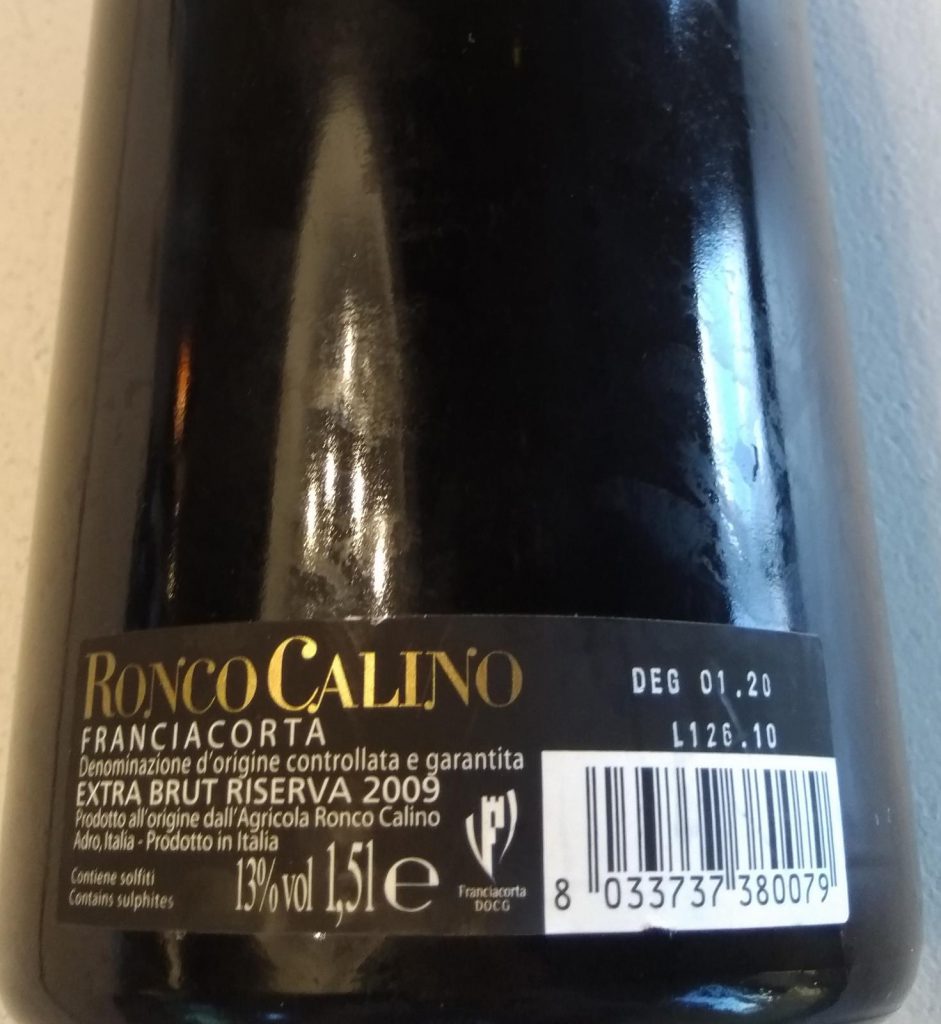 RONCO CALINO
FRANCIACORTA
Denominazione d'origine controllata e garantita
EXTRA BRUT RISERVA 2009
Prodotto all'origine dall'Agricola Ronco Calino
Adro, Italia - Prodotto in Italia
Contiene solfiti
Contains sulphites
13%vol 1,5l e
Franciacorta
DOCG
DEG 01.20
L126.10
8 033737 380079